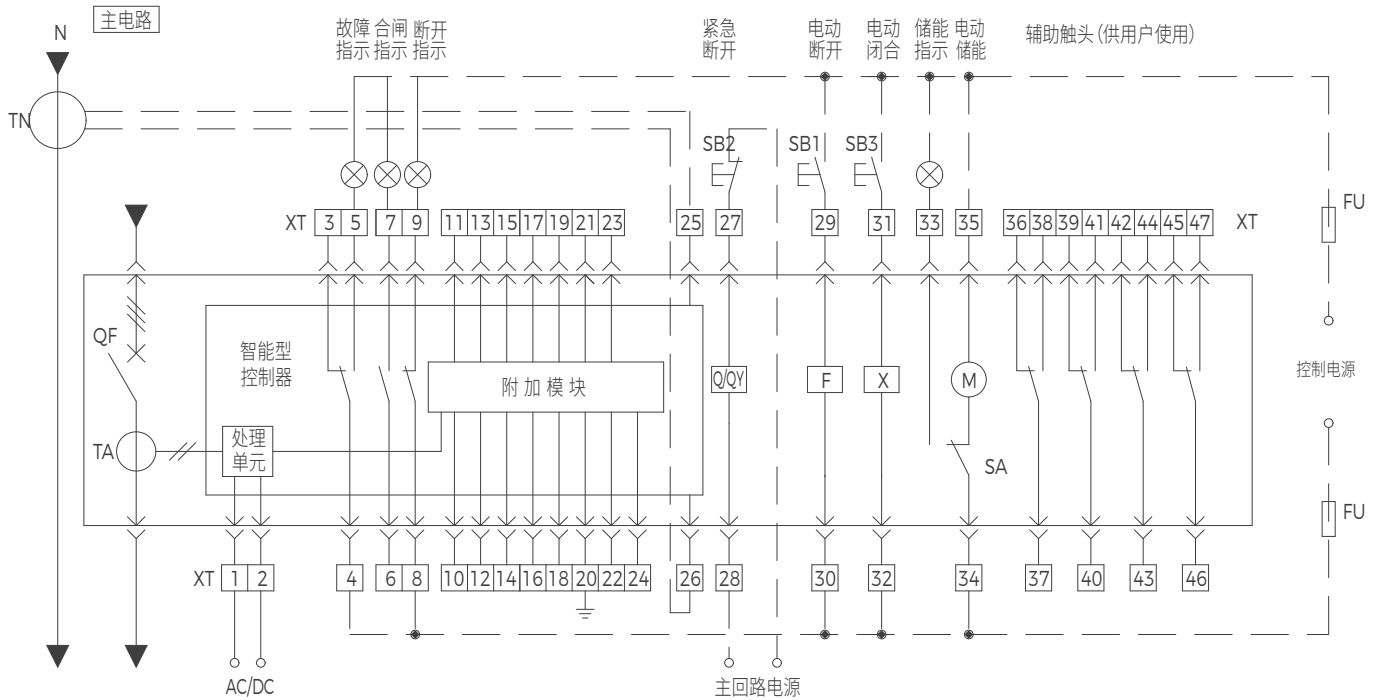 主电路
N
故障 合闸 断开
指示 指示 指示
紧急
断开
电动 电动 储能 电动
断开 闭合 指示 储能
辅助触头(供用户使用)
TN
SB2 SB1 SB3
FU
XT 3 5 7 9 11 13 15 17 19 21 23 25 27 29 31 33 35 36 38 39 41 42 44 45 47 XT
QF
智能型
控制器
附加模块
Q/QY F X M
控制电源
TA
处理
单元
SA
FU
XT 1 2 4 6 8 10 12 14 16 18 20 22 24 26 28 30 32 34 37 40 43 46
AC/DC
主回路电源